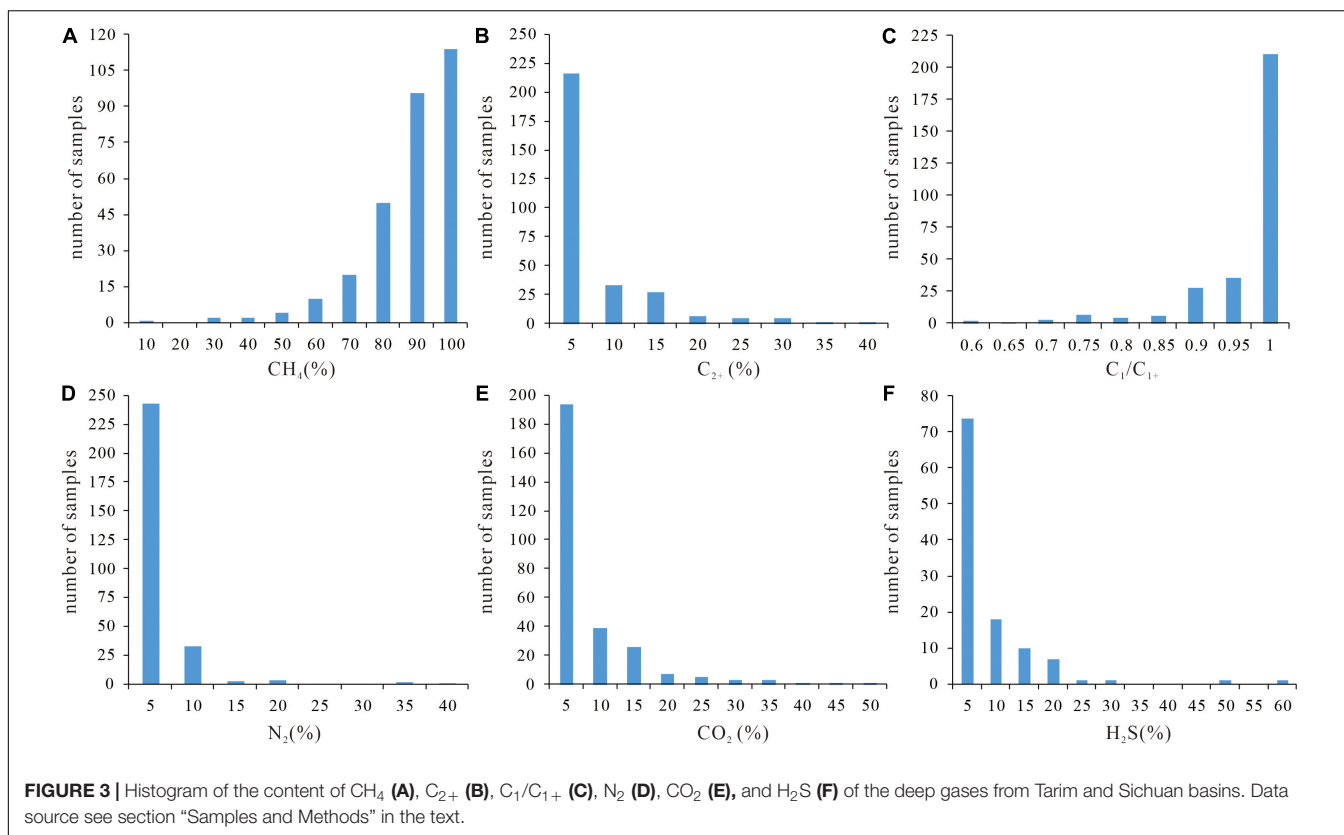 A
120
105
90
75
60
45
30
15
0
number of samples
10 20 30 40 50 60 70 80 90 100
CH₄(%)
B
250
225
200
175
150
125
100
75
50
25
0
number of samples
5 10 15 20 25 30 35 40
C₂₊(%)
C
225
200
175
150
125
100
75
50
25
0
number of samples
0.6 0.65 0.7 0.75 0.8 0.85 0.9 0.95 1
C₁/C₁₊
D
250
225
200
175
150
125
100
75
50
25
0
number of samples
5 10 15 20 25 30 35 40
N₂(%)
E
200
180
160
140
120
100
80
60
40
20
0
number of samples
5 10 15 20 25 30 35 40 45 50
CO₂(%)
F
80
70
60
50
40
30
20
10
0
number of samples
5 10 15 20 25 30 35 40 50 55 60
H₂S(%)
FIGURE 3 | Histogram of the content of CH₄ (A), C₂₊ (B), C₁/C₁₊ (C), N₂ (D), CO₂ (E), and H₂S (F) of the deep gases from Tarim and Sichuan basins. Data
source see section “Samples and Methods” in the text.